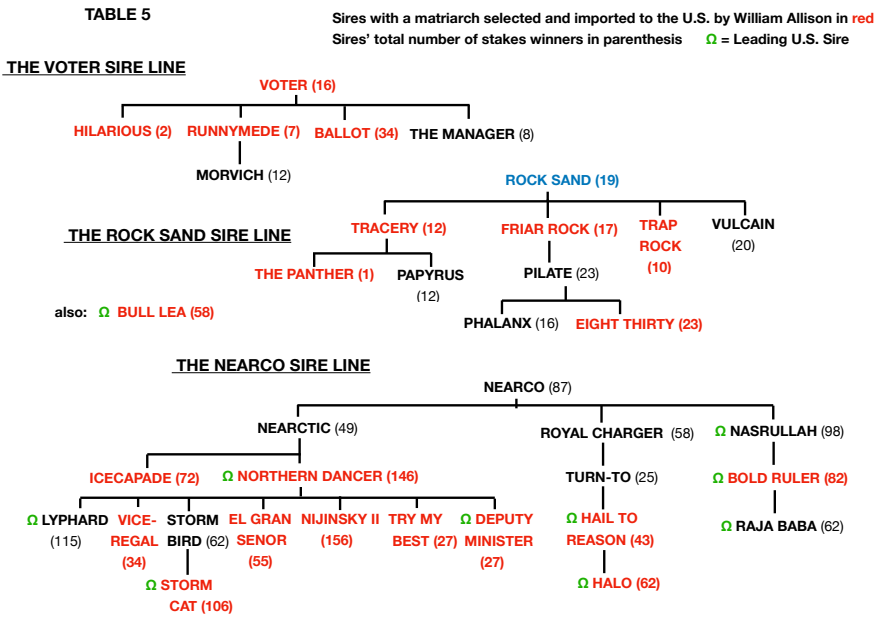 TABLE 5
Sires with a matriarch selected and imported to the U.S. by William Allison in red
Sires' total number of stakes winners in parenthesis Ω = Leading U.S. Sire
THE VOTER SIRE LINE
VOTER (16)
HILARIOUS (2) RUNNYMEDE (7) BALLOT (34) THE MANAGER (8)
MORVICH (12)
ROCK SAND (19)
THE ROCK SAND SIRE LINE
TRACERY (12) FRIAR ROCK (17) TRAP VULCAIN
ROCK (20)
(10)
THE PANTHER (1) PAPYRUS PILATE (23)
(12)
also: Ω BULL LEA (58)
PHALANX (16) EIGHT THIRTY (23)
THE NEARCO SIRE LINE
NEARCO (87)
NEARCTIC (49) ROYAL CHARGER (58) Ω NASRULLAH (98)
ICECAPADE (72) Ω NORTHERN DANCER (146) TURN-TO (25) Ω BOLD RULER (82)
Ω LYPHARD VICE- STORM EL GRAN NIJINSKY II TRY MY Ω DEPUTY Ω HAIL TO Ω RAJA BABA (62)
(115) REGAL BIRD (62) SENOR (156) BEST (27) MINISTER REASON (43)
(34) (55) (27)
Ω STORM Ω HALO (62)
CAT (106)